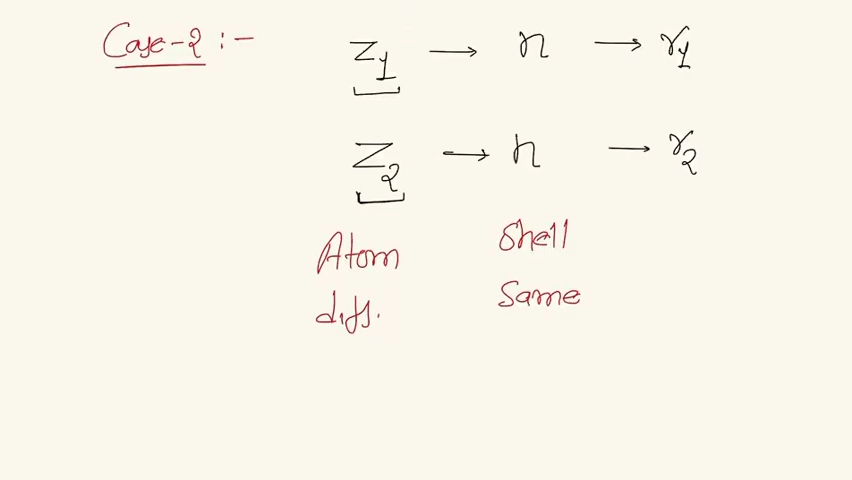 Case-2 :-
Z₁ → n → r₁
Z₂ → n → r₂
Atom Shell
diff. Same